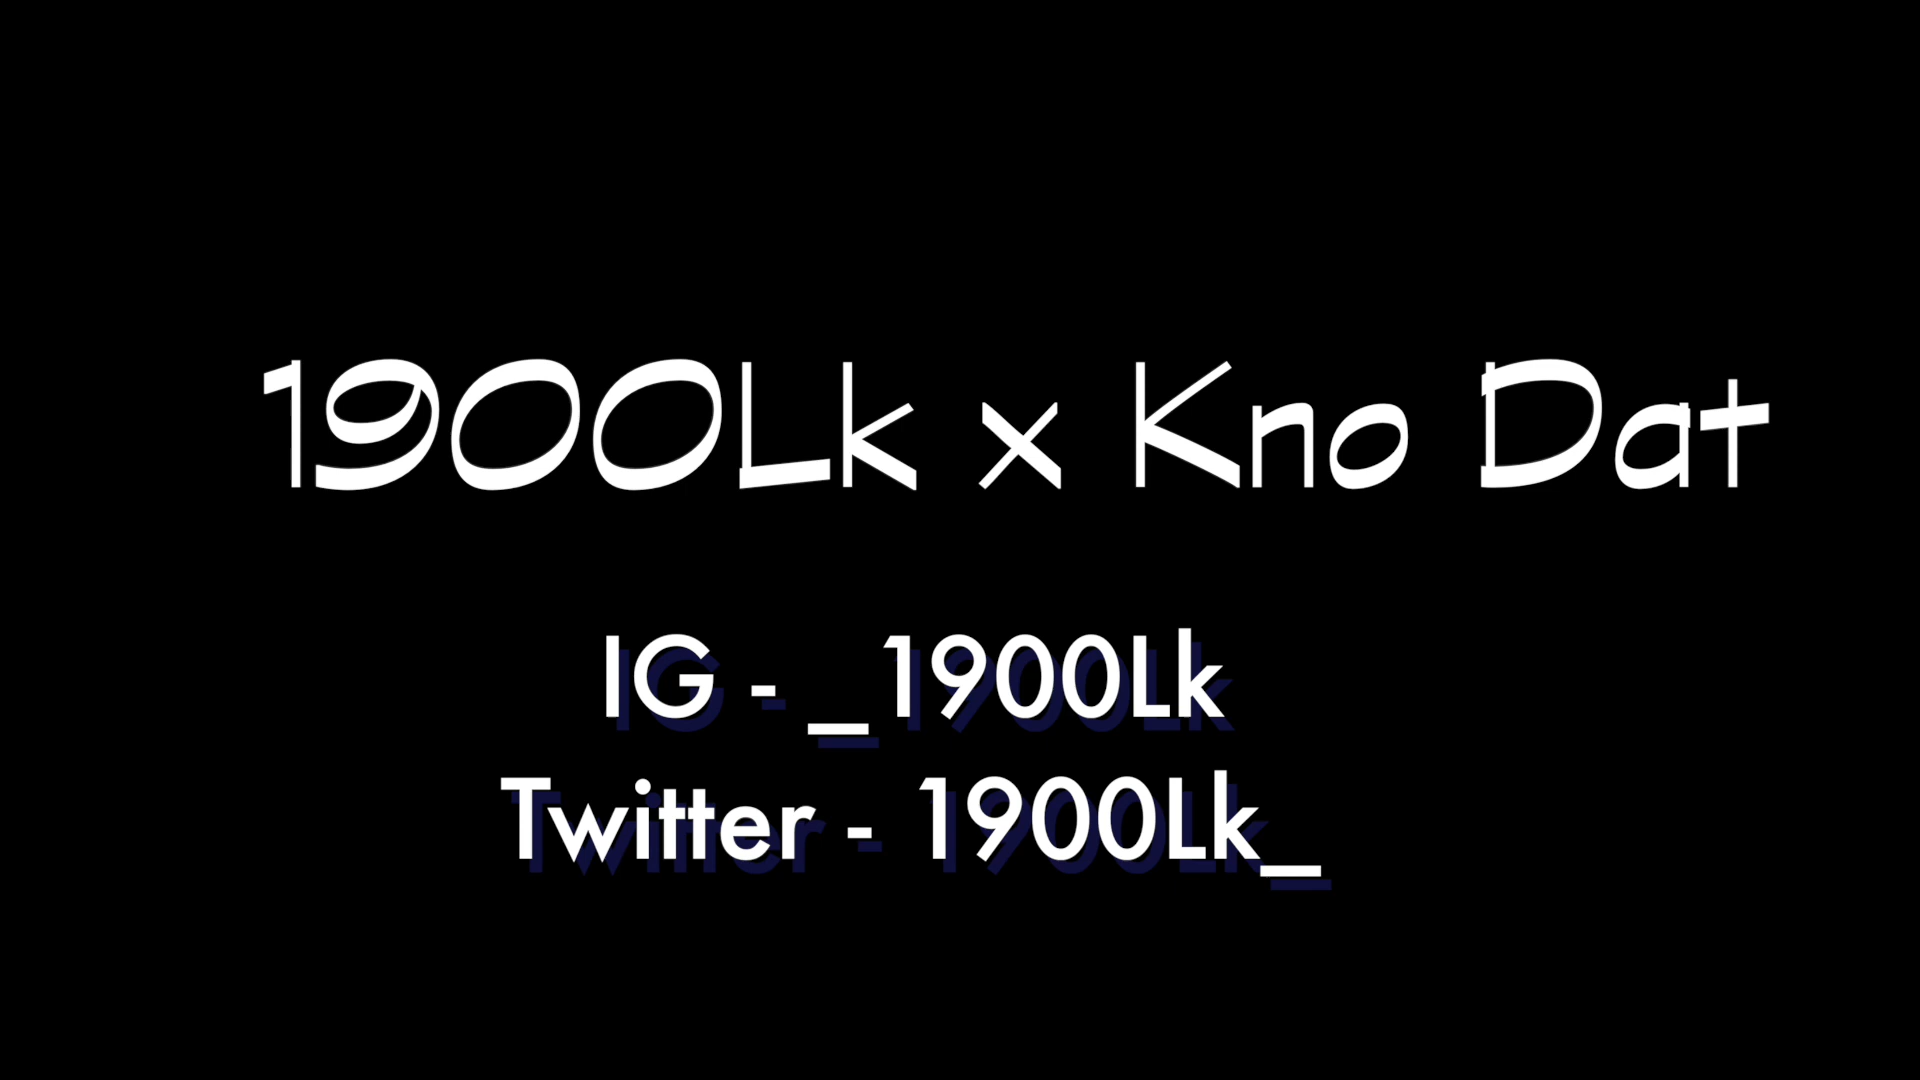 1900Lk x Kno Dat
IG - _1900Lk
Twitter - 1900Lk_